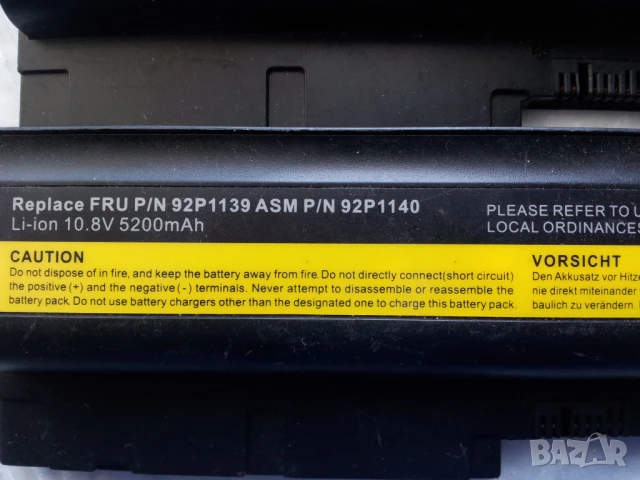 Replace FRU P/N 92P1139 ASM P/N 92P1140
Li-ion 10.8V 5200mAh
PLEASE REFER TO
LOCAL ORDINANCES
CAUTION
Do not dispose of in fire, and keep the battery away from fire. Do not directly connect(short circuit)
the positive (+) and the negative (-) terminals. Never attempt to disassemble or reassemble the
battery pack. Do not use battery chargers other than the designated one to charge this battery pack.
VORSICHT
Den Akkusatz vor Hitze
nie direkt miteinander
baulich zu verändern.
BAZAR